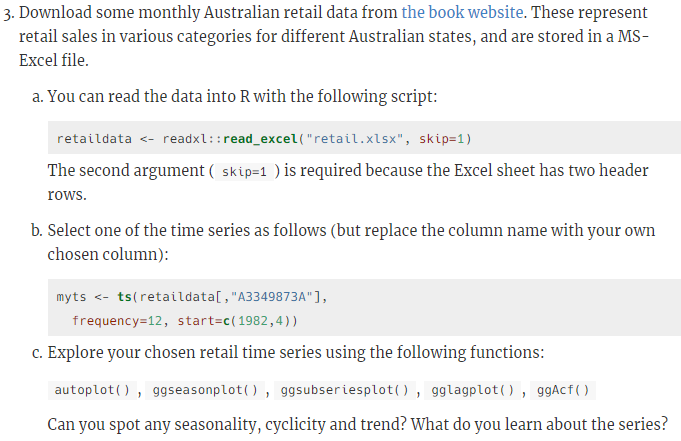 3. Download some monthly Australian retail data from the book website. These represent
retail sales in various categories for different Australian states, and are stored in a MS-
Excel file.
a. You can read the data into R with the following script:
retaildata <- readxl::read_excel("retail.xlsx", skip=1)
The second argument ( skip=1 ) is required because the Excel sheet has two header
rows.
b. Select one of the time series as follows (but replace the column name with your own
chosen column):
myts <- ts(retaildata[,"A3349873A"],
frequency=12, start=c(1982,4))
c. Explore your chosen retail time series using the following functions:
autoplot() , ggseasonplot() , ggsubseriesplot() , gglagplot() , ggAcf()
Can you spot any seasonality, cyclicity and trend? What do you learn about the series?